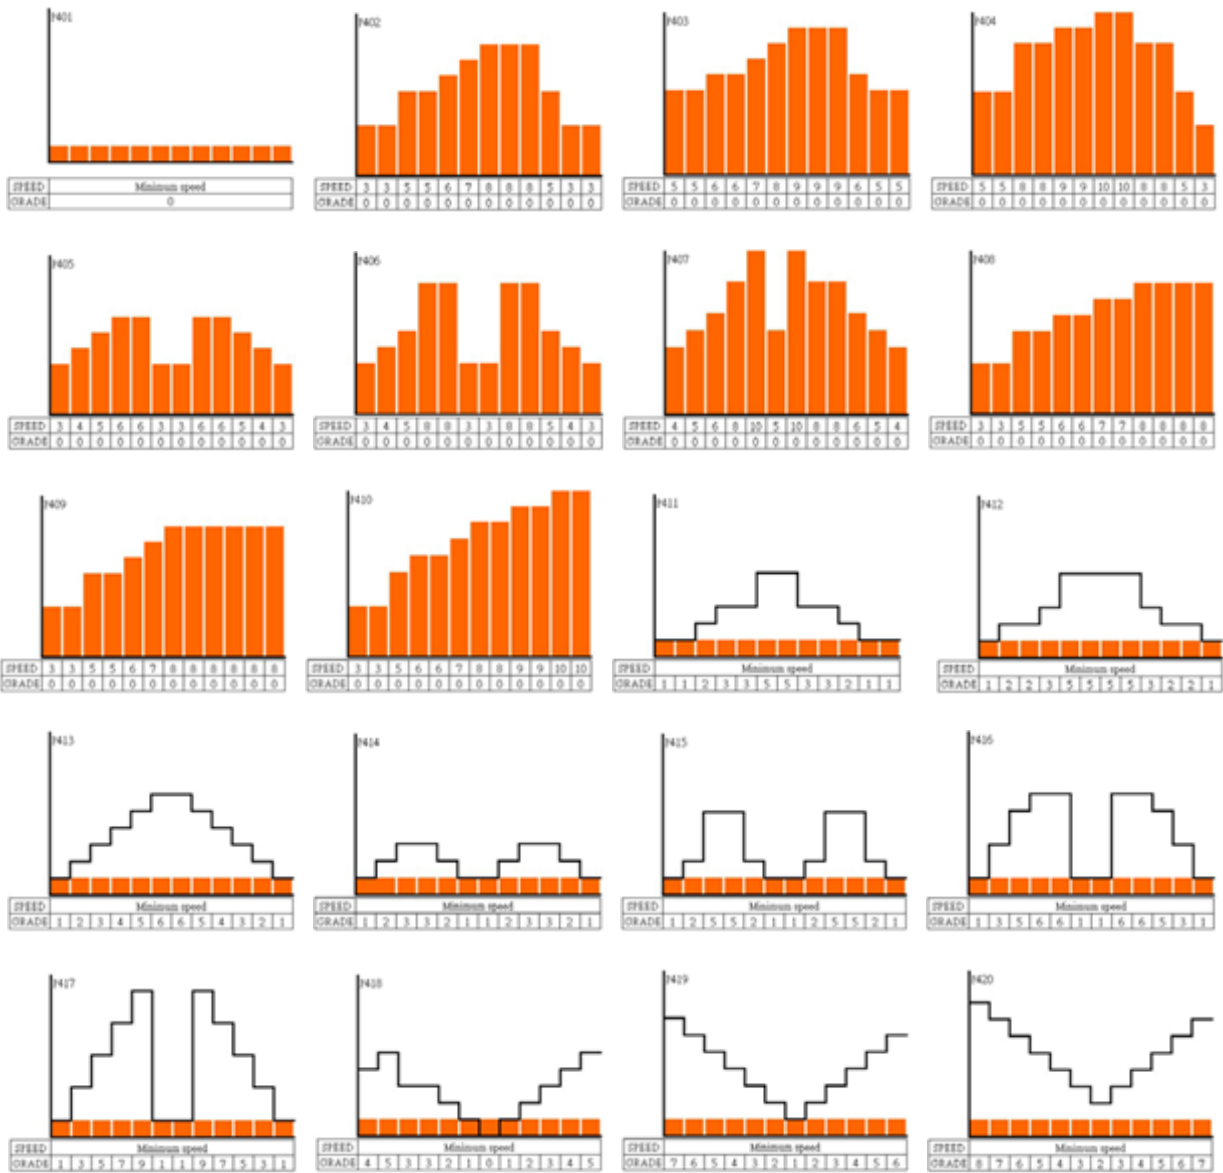 P401
SPEED Minimum speed
GRADE 0
P402
SPEED 3 3 5 5 6 7 8 8 8 5 3 3
GRADE 0 0 0 0 0 0 0 0 0 0 0 0
P403
SPEED 5 5 6 6 7 8 9 9 9 6 5 5
GRADE 0 0 0 0 0 0 0 0 0 0 0 0
P404
SPEED 5 5 8 8 9 9 10 10 8 8 5 3
GRADE 0 0 0 0 0 0 0 0 0 0 0 0
P405
SPEED 3 4 5 6 6 3 3 6 6 5 4 3
GRADE 0 0 0 0 0 0 0 0 0 0 0 0
P406
SPEED 3 4 5 8 8 3 3 8 8 5 4 3
GRADE 0 0 0 0 0 0 0 0 0 0 0 0
P407
SPEED 4 5 6 8 10 5 10 8 8 6 5 4
GRADE 0 0 0 0 0 0 0 0 0 0 0 0
P408
SPEED 3 3 5 5 6 6 7 7 8 8 8 8
GRADE 0 0 0 0 0 0 0 0 0 0 0 0
P409
SPEED 3 3 5 5 6 7 8 8 8 8 8 8
GRADE 0 0 0 0 0 0 0 0 0 0 0 0
P410
SPEED 3 3 5 6 6 7 8 8 9 9 10 10
GRADE 0 0 0 0 0 0 0 0 0 0 0 0
P411
SPEED Minimum speed
GRADE 1 1 2 3 3 5 5 3 3 2 1 1
P412
SPEED Minimum speed
GRADE 1 2 2 3 5 5 5 5 3 2 2 1
P413
SPEED Minimum speed
GRADE 1 2 3 4 5 6 6 5 4 3 2 1
P414
SPEED Minimum speed
GRADE 1 2 3 3 2 1 1 2 3 3 2 1
P415
SPEED Minimum speed
GRADE 1 2 5 5 2 1 1 2 5 5 2 1
P416
SPEED Minimum speed
GRADE 1 3 5 6 6 1 1 6 6 5 3 1
P417
SPEED Minimum speed
GRADE 1 3 5 7 9 1 1 9 7 5 3 1
P418
SPEED Minimum speed
GRADE 4 5 3 3 2 1 0 1 2 3 4 5
P419
SPEED Minimum speed
GRADE 7 6 5 4 3 2 1 2 3 4 5 6
P420
SPEED Minimum speed
GRADE 8 7 6 5 4 3 2 3 4 5 6 7